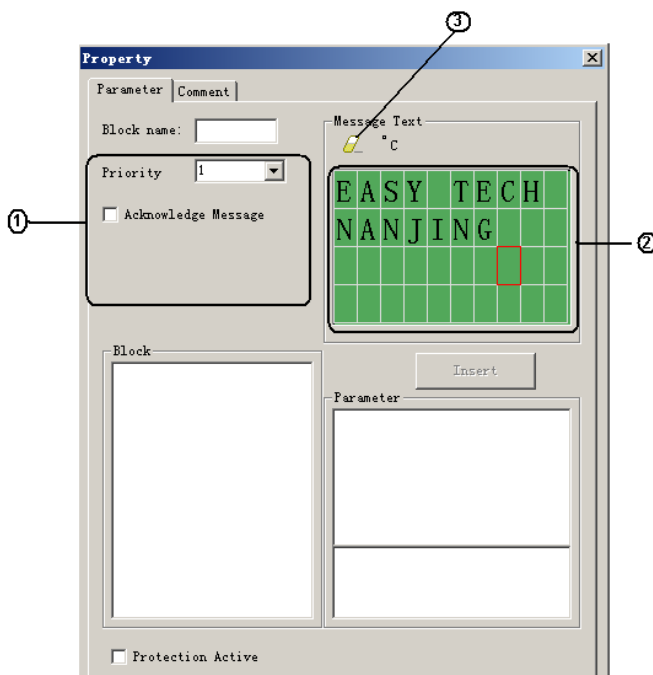 ③
Property
Parameter Comment
Block name:
Message Text
°C
Priority 1
①
Acknowledge Message
EASY TECH
NANJING
②
Block
Insert
Parameter
Protection Active